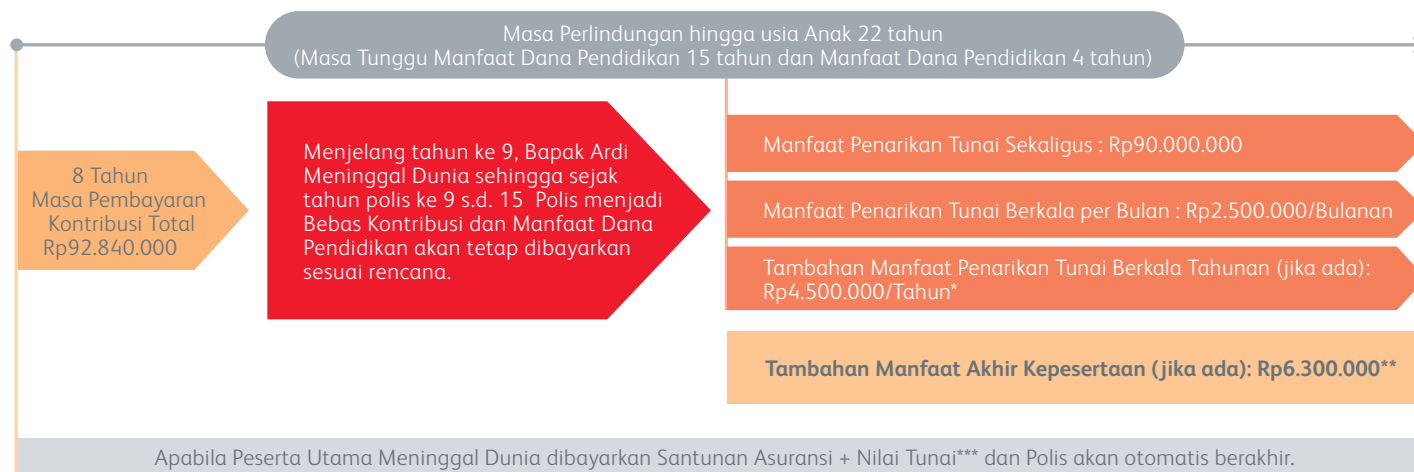 Masa Perlindungan hingga usia Anak 22 tahun
(Masa Tunggu Manfaat Dana Pendidikan 15 tahun dan Manfaat Dana Pendidikan 4 tahun)
8 Tahun
Masa Pembayaran
Kontribusi Total
Rp92.840.000
Menjelang tahun ke 9, Bapak Ardi
Meninggal Dunia sehingga sejak
tahun polis ke 9 s.d. 15 Polis menjadi
Bebas Kontribusi dan Manfaat Dana
Pendidikan akan tetap dibayarkan
sesuai rencana.
Manfaat Penarikan Tunai Sekaligus : Rp90.000.000
Manfaat Penarikan Tunai Berkala per Bulan : Rp2.500.000/Bulanan
Tambahan Manfaat Penarikan Tunai Berkala Tahunan (jika ada):
Rp4.500.000/Tahun*
Tambahan Manfaat Akhir Kepesertaan (jika ada): Rp6.300.000**
Apabila Peserta Utama Meninggal Dunia dibayarkan Santunan Asuransi + Nilai Tunai*** dan Polis akan otomatis berakhir.